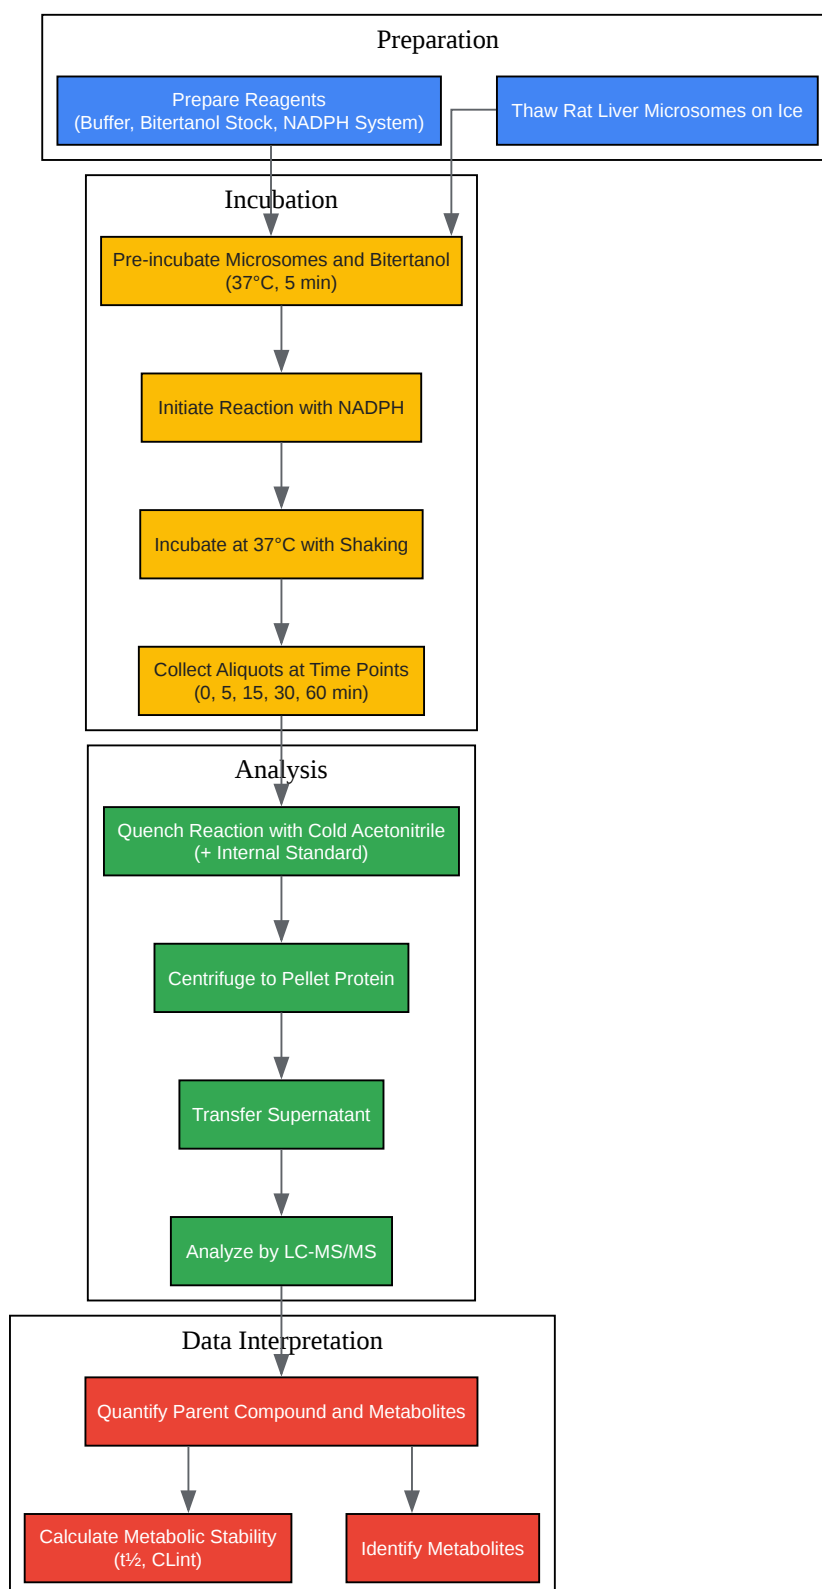 Preparation
Prepare Reagents
(Buffer, Bitertanol Stock, NADPH System)
Thaw Rat Liver Microsomes on Ice
Incubation
Pre-incubate Microsomes and Bitertanol
(37°C, 5 min)
Initiate Reaction with NADPH
Incubate at 37°C with Shaking
Collect Aliquots at Time Points
(0, 5, 15, 30, 60 min)
Analysis
Quench Reaction with Cold Acetonitrile
(+ Internal Standard)
Centrifuge to Pellet Protein
Transfer Supernatant
Analyze by LC-MS/MS
Data Interpretation
Quantify Parent Compound and Metabolites
Calculate Metabolic Stability
(t½, CLint)
Identify Metabolites